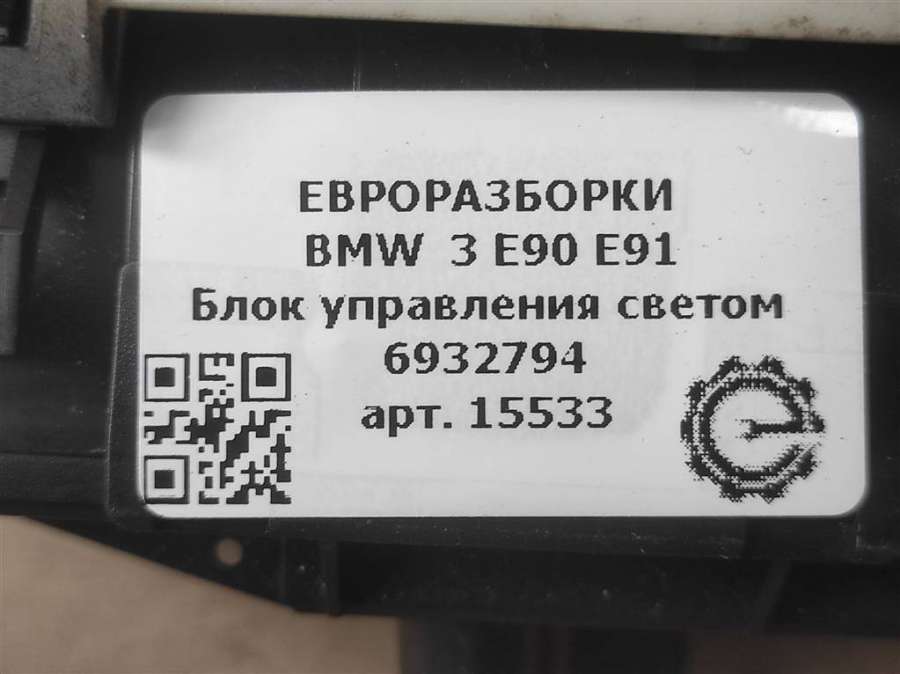 ЕВРОРАЗБОРКИ
BMW 3 E90 E91
Блок управления светом
6932794
арт. 15533